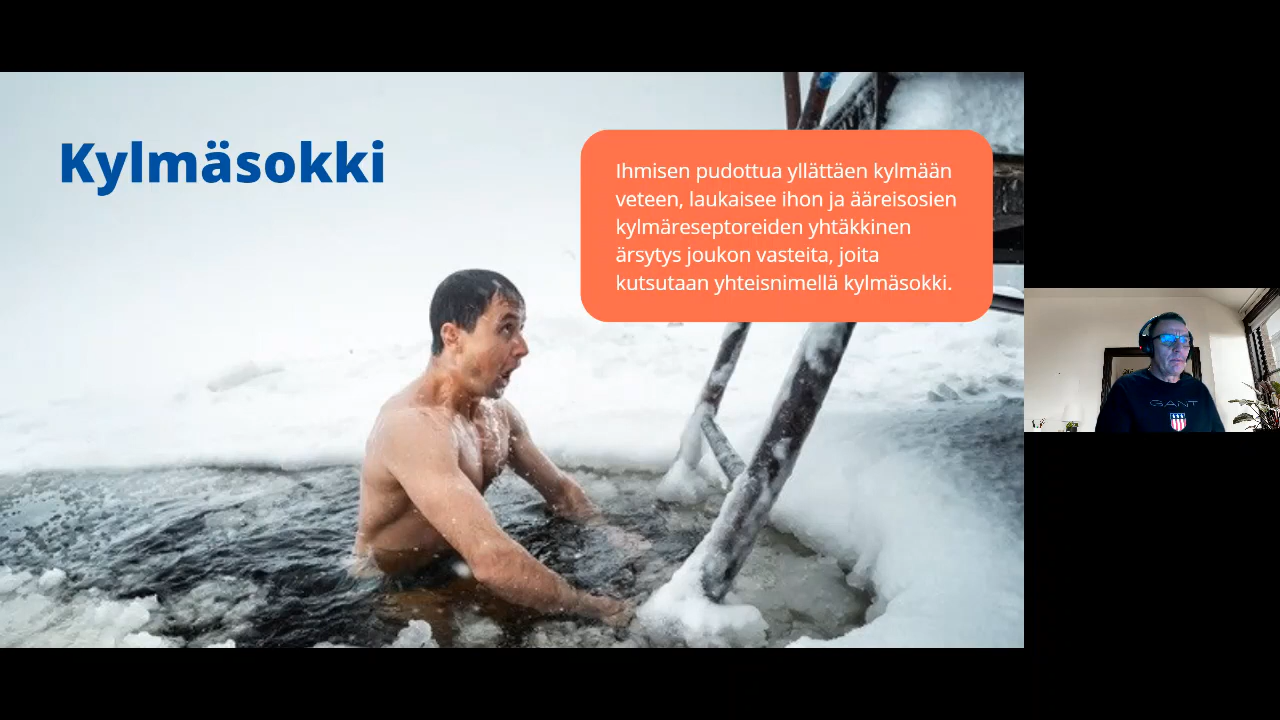 Kylmäsokki
Ihmisen pudottua yllättäen kylmään
veteen, laukaisee ihon ja ääreisosien
kylmäreseptoreiden yhtäkkinen
ärsytys joukon vasteita, joita
kutsutaan yhteisnimellä kylmäsokki.
GANT